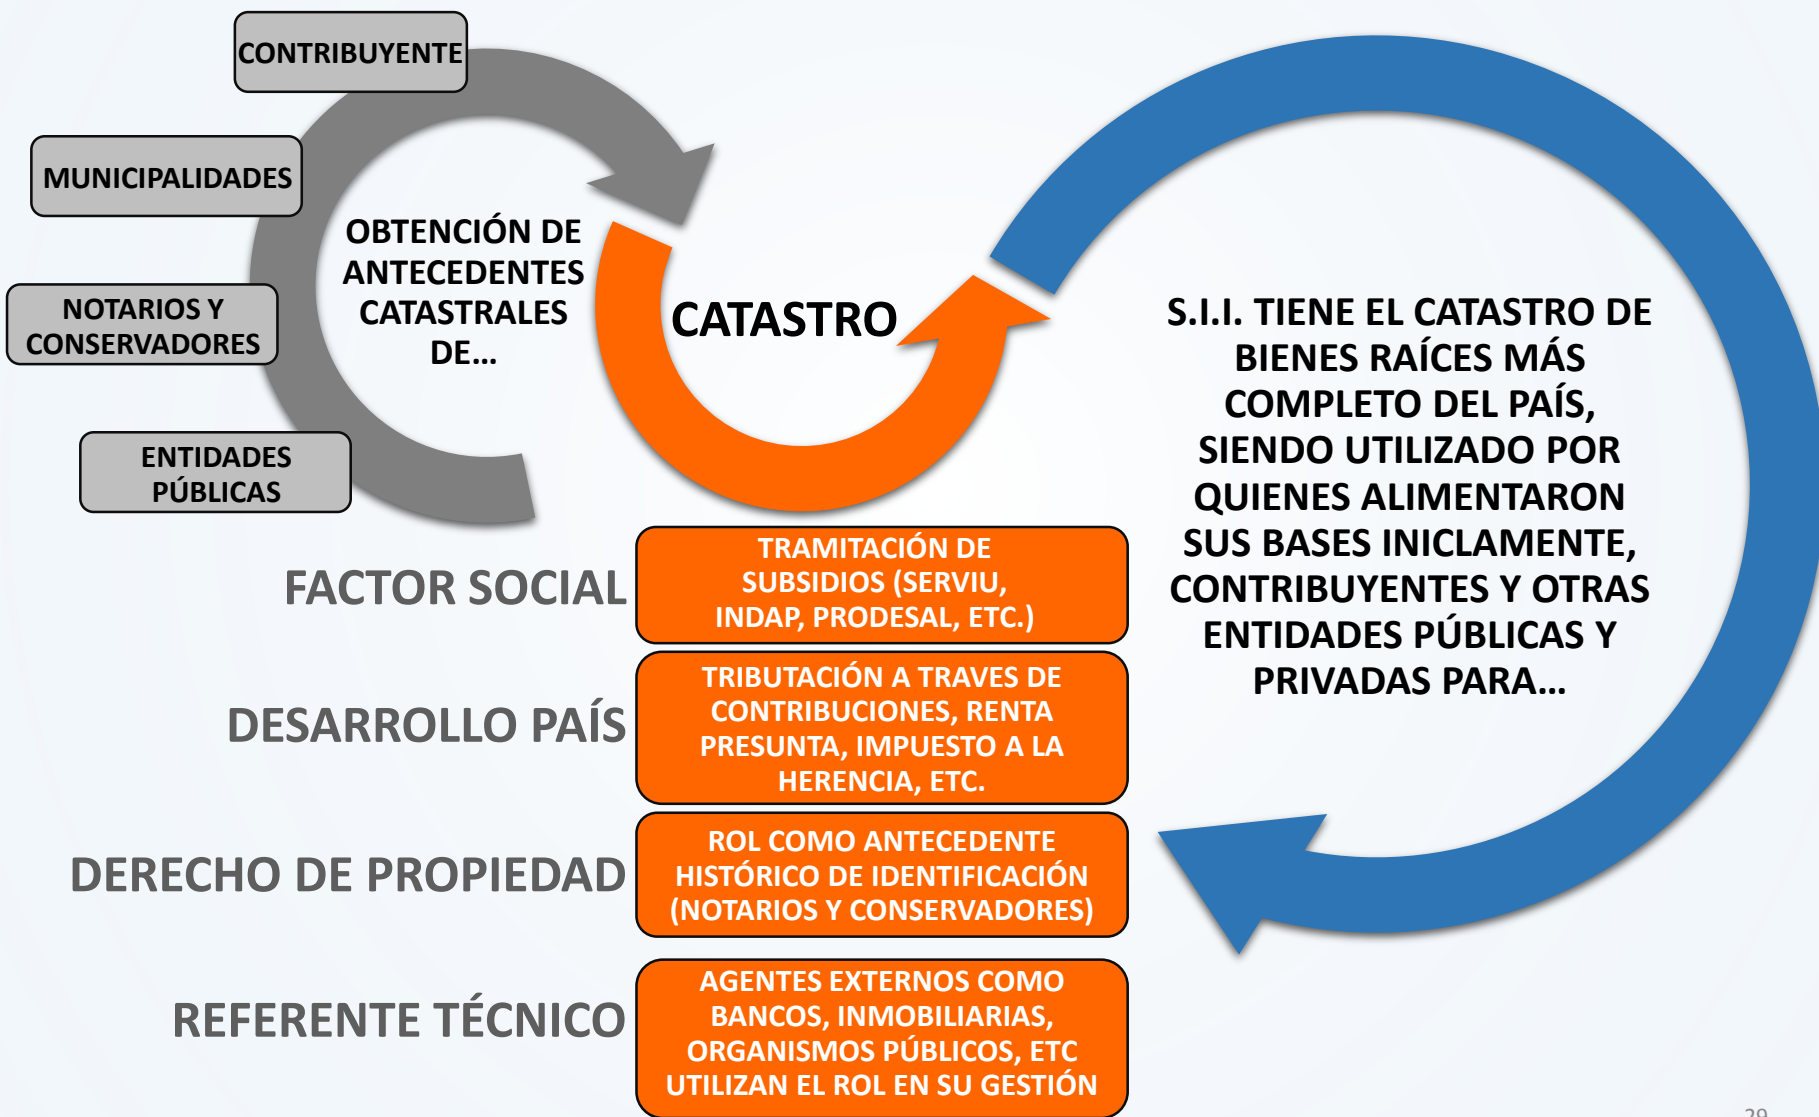 CONTRIBUYENTE
MUNICIPALIDADES
NOTARIOS Y
CONSERVADORES
ENTIDADES
PÚBLICAS
OBTENCIÓN DE
ANTECEDENTES
CATASTRALES
DE...
CATASTRO
S.I.I. TIENE EL CATASTRO DE
BIENES RAÍCES MÁS
COMPLETO DEL PAÍS,
SIENDO UTILIZADO POR
QUIENES ALIMENTARON
SUS BASES INICLAMENTE,
CONTRIBUYENTES Y OTRAS
ENTIDADES PÚBLICAS Y
PRIVADAS PARA...
FACTOR SOCIAL
TRAMITACIÓN DE
SUBSIDIOS (SERVIU,
INDAP, PRODESAL, ETC.)
DESARROLLO PAÍS
TRIBUTACIÓN A TRAVES DE
CONTRIBUCIONES, RENTA
PRESUNTA, IMPUESTO A LA
HERENCIA, ETC.
DERECHO DE PROPIEDAD
ROL COMO ANTECEDENTE
HISTÓRICO DE IDENTIFICACIÓN
(NOTARIOS Y CONSERVADORES)
REFERENTE TÉCNICO
AGENTES EXTERNOS COMO
BANCOS, INMOBILIARIAS,
ORGANISMOS PÚBLICOS, ETC
UTILIZAN EL ROL EN SU GESTIÓN
29